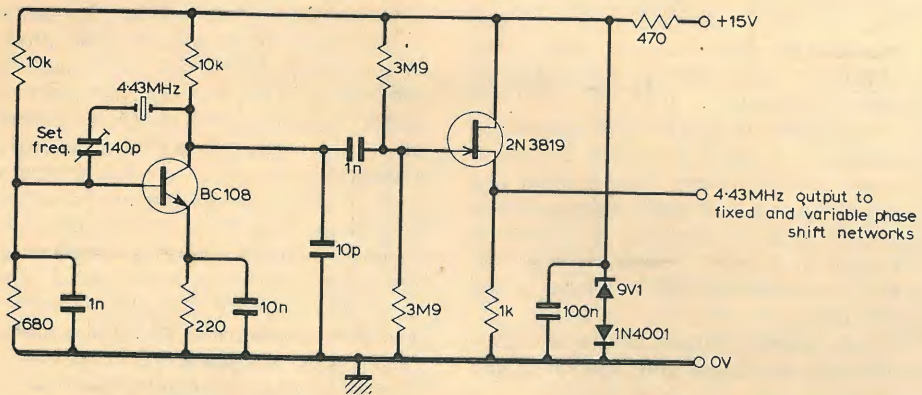 +15V
470
10k
10k
3M9
4·43MHz
Set
freq.
140p
2N3819
1n
BC108
4·43MHz output to
fixed and variable phase
shift networks
10p
9V1
1n
10n
3M9
1k
100n
680
220
1N4001
0V